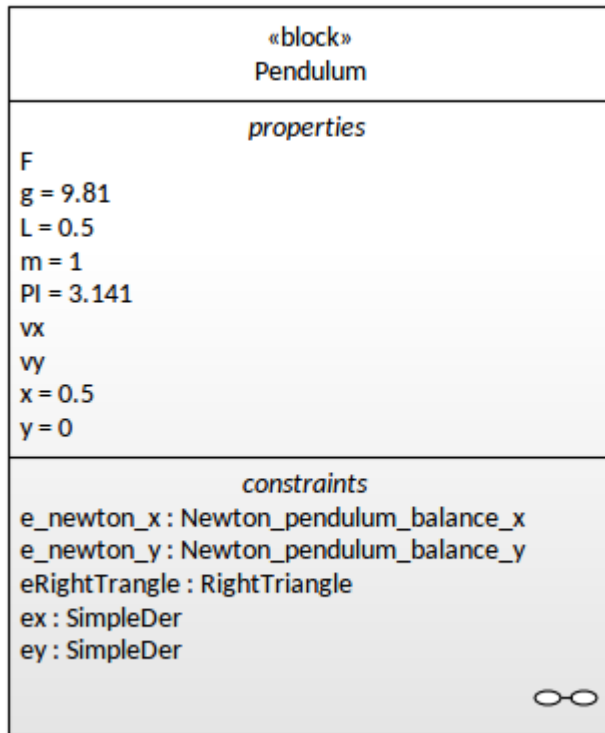 «block»
Pendulum
properties
F
g = 9.81
L = 0.5
m = 1
PI = 3.141
vx
vy
x = 0.5
y = 0
constraints
e_newton_x : Newton_pendulum_balance_x
e_newton_y : Newton_pendulum_balance_y
eRightTrangle : RightTriangle
ex : SimpleDer
ey : SimpleDer